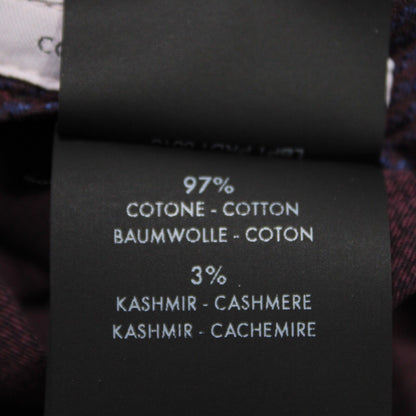 97%
COTONE - COTTON
BAUMWOLLE - COTON
3%
KASHMIR - CASHMERE
KASHMIR - CACHEMIRE